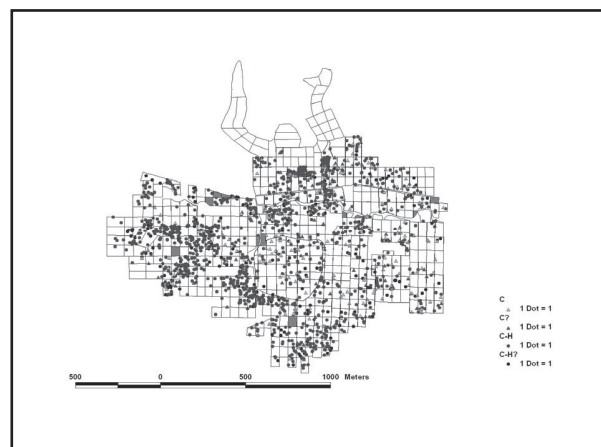 C
1 Dot = 1
C?
1 Dot = 1
C-H
1 Dot = 1
C-H?
1 Dot = 1
500 0 500 1000 Meters